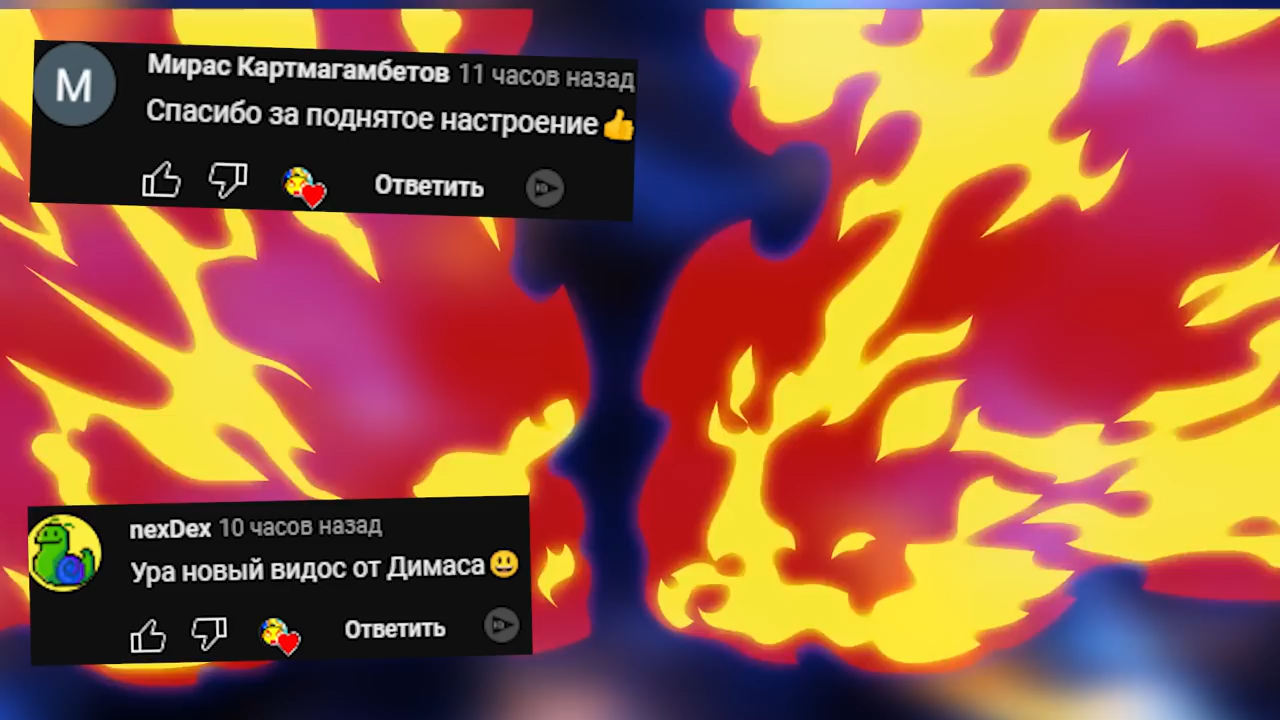 М
Мирас Картмагамбетов 11 часов назад
Спасибо за поднятое настроение👍
Ответить
nexDex 10 часов назад
Ура новый видос от Димаса😃
Ответить